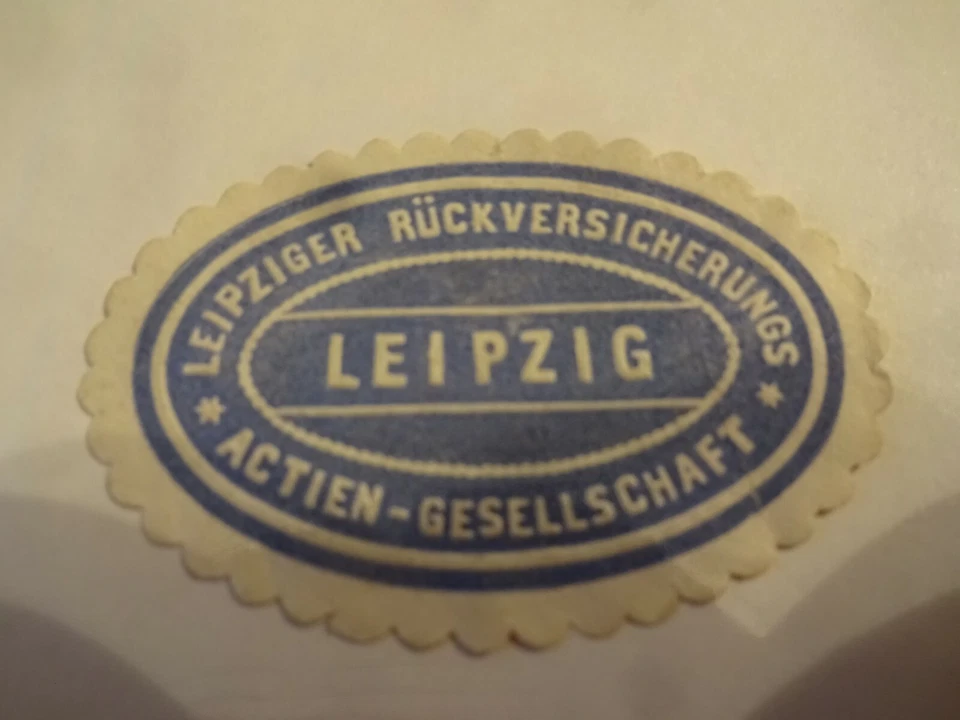 LEIPZIGER RÜCKVERSICHERUNGS
LEIPZIG
* ACTIEN-GESELLSCHAFT *